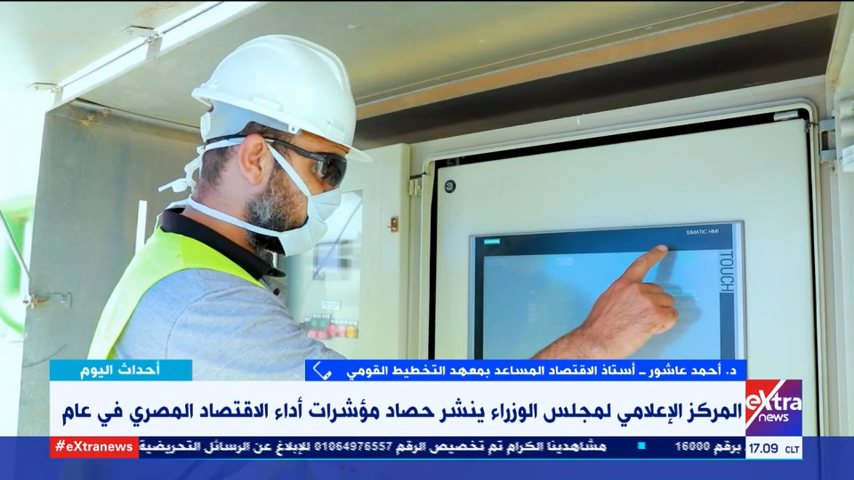 SIMATIC HMI
TOUCH
د. أحمد عاشور – أستاذ الاقتصاد المساعد بمعهد التخطيط القومي
أحداث اليوم
المركز الإعلامي لمجلس الوزراء ينشر حصاد مؤشرات أداء الاقتصاد المصري في عام
eXtra
news
برقم 16000
مشاهدينا الكرام تم تخصيص الرقم 01064976557 للإبلاغ عن الرسائل التحريضية
#eXtranews
17.09 CLT